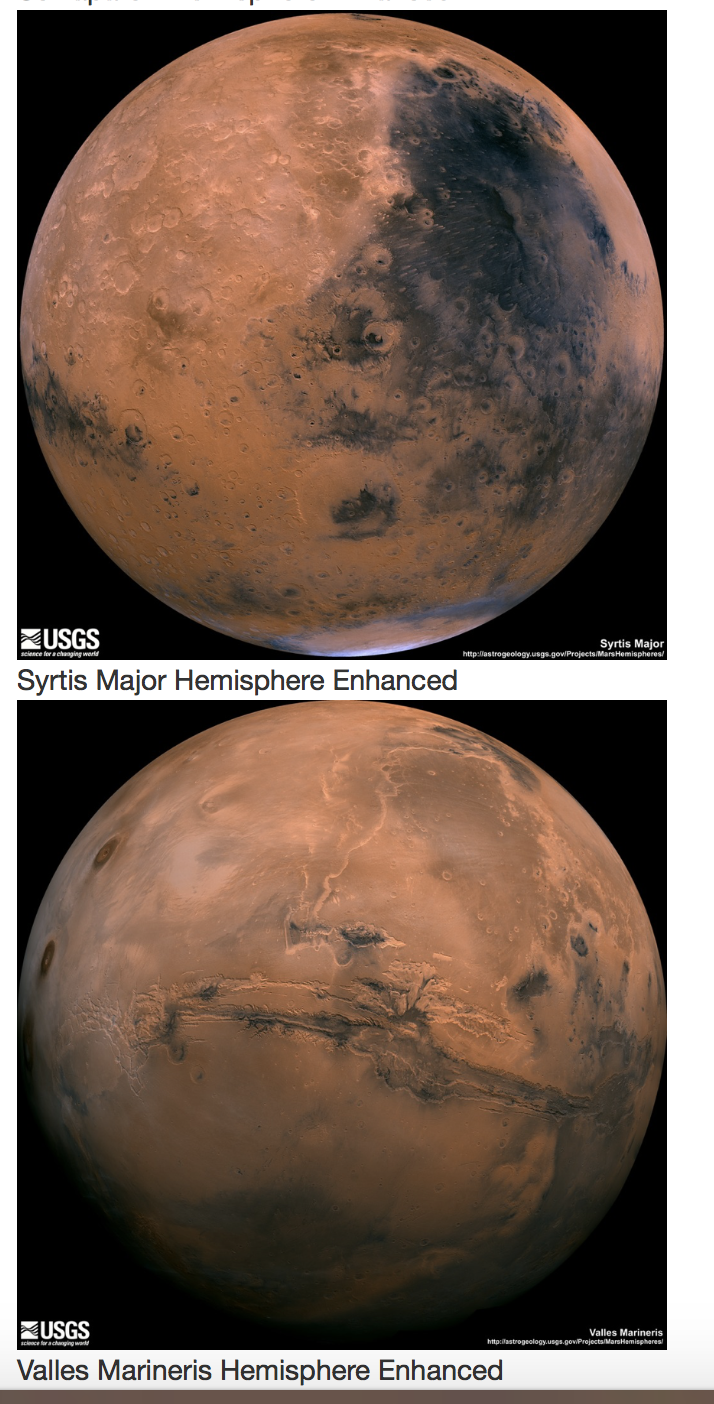 USGS
science for a changing world
Syrtis Major
http://astrogeology.usgs.gov/Projects/MarsHemispheres/
Syrtis Major Hemisphere Enhanced
USGS
science for a changing world
Valles Marineris
http://astrogeology.usgs.gov/Projects/MarsHemispheres/
Valles Marineris Hemisphere Enhanced